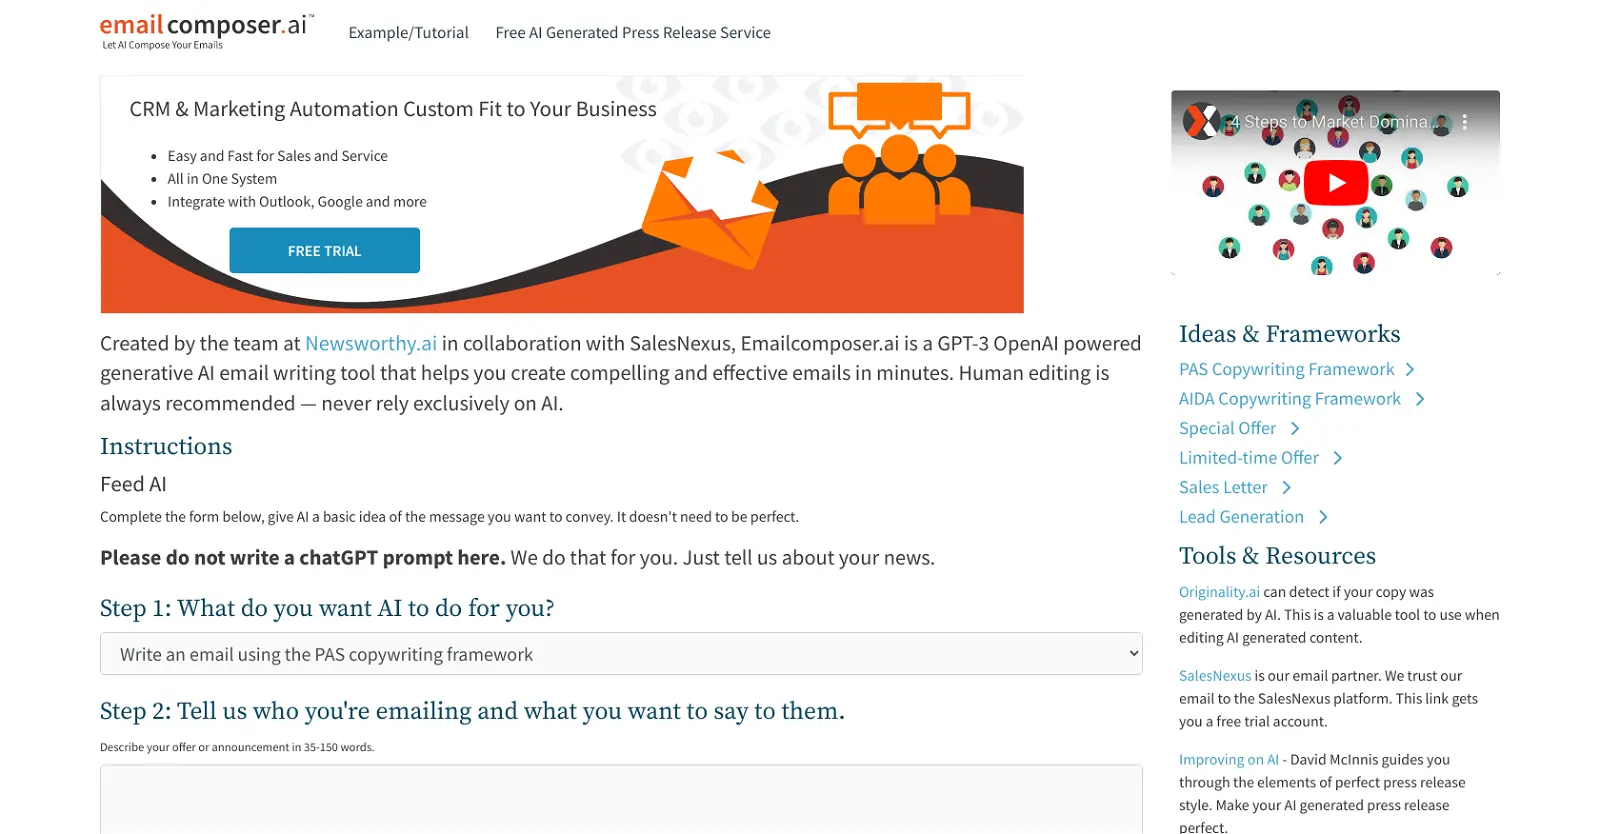 emailcomposer.ai™
Let AI Compose Your Emails
Example/Tutorial
Free AI Generated Press Release Service
CRM & Marketing Automation Custom Fit to Your Business
• Easy and Fast for Sales and Service
• All in One System
• Integrate with Outlook, Google and more
FREE TRIAL
Created by the team at Newsworthy.ai in collaboration with SalesNexus, Emailcomposer.ai is a GPT-3 OpenAI powered
generative AI email writing tool that helps you create compelling and effective emails in minutes. Human editing is
always recommended — never rely exclusively on AI.
Instructions
Feed AI
Complete the form below, give AI a basic idea of the message you want to convey. It doesn't need to be perfect.
Please do not write a chatGPT prompt here. We do that for you. Just tell us about your news.
Step 1: What do you want AI to do for you?
Write an email using the PAS copywriting framework
Step 2: Tell us who you're emailing and what you want to say to them.
Describe your offer or announcement in 35-150 words.
4 Steps to Market Domina...
Ideas & Frameworks
PAS Copywriting Framework
AIDA Copywriting Framework
Special Offer
Limited-time Offer
Sales Letter
Lead Generation
Tools & Resources
Originality.ai can detect if your copy was
generated by AI. This is a valuable tool to use when
editing AI generated content.
SalesNexus is our email partner. We trust our
email to the SalesNexus platform. This link gets
you a free trial account.
Improving on AI - David McInnis guides you
through the elements of perfect press release
style. Make your AI generated press release
perfect.